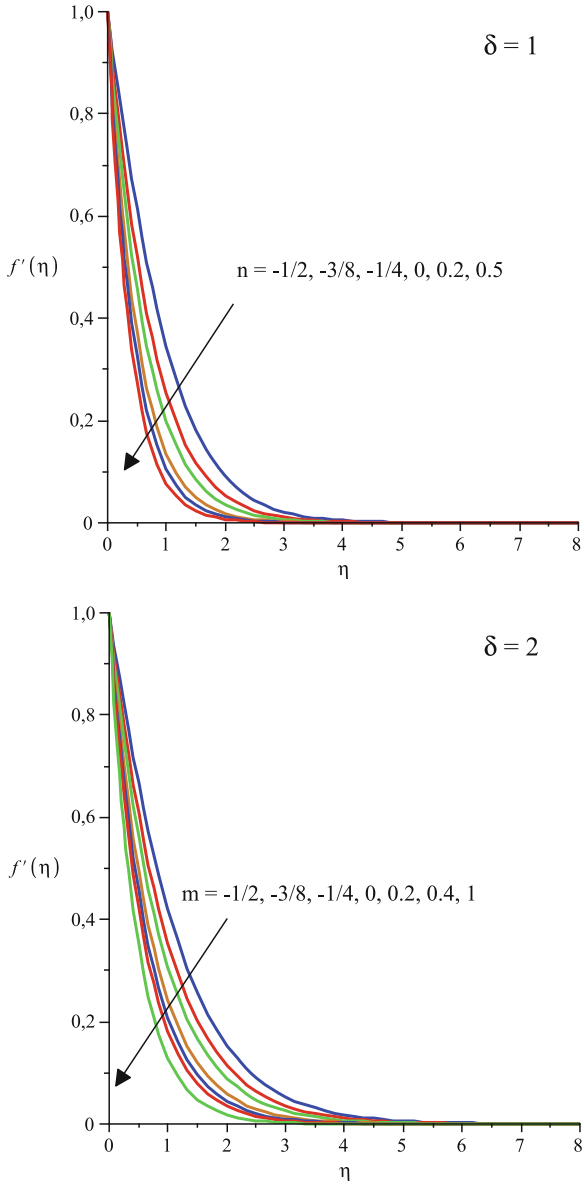 1,0
δ = 1
0,8
0,6
f′(η)
n = -1/2, -3/8, -1/4, 0, 0.2, 0.5
0,4
0,2
0
0 1 2 3 4 5 6 7 8
η
1,0
δ = 2
0,8
0,6
f′(η)
m = -1/2, -3/8, -1/4, 0, 0.2, 0.4, 1
0,4
0,2
0
0 1 2 3 4 5 6 7 8
η